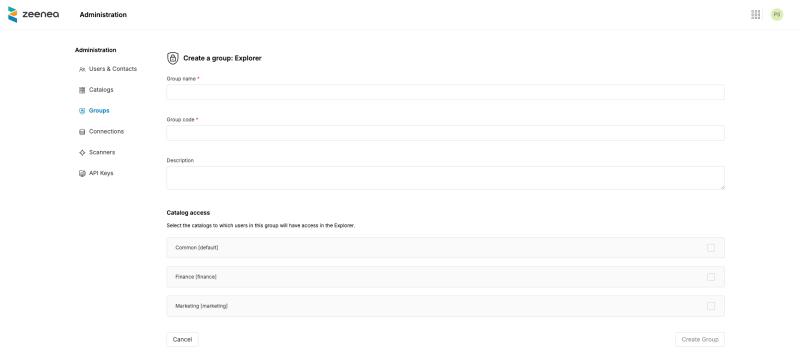 zeenea
Administration
PS
Administration
Users & Contacts
Catalogs
Groups
Connections
Scanners
API Keys
Create a group: Explorer
Group name *
Group code *
Description
Catalog access
Select the catalogs to which users in this group will have access in the Explorer.
Common [default]
Finance [finance]
Marketing [marketing]
Cancel
Create Group